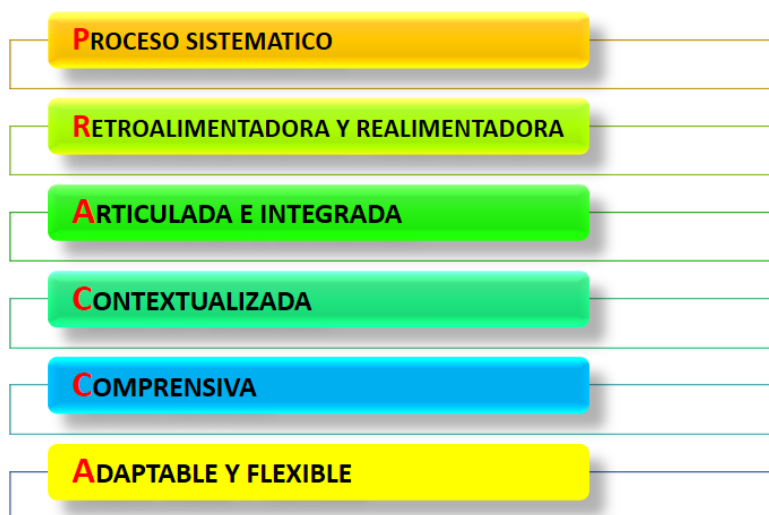 PROCESO SISTEMATICO
RETROALIMENTADORA Y REALIMENTADORA
ARTICULADA E INTEGRADA
CONTEXTUALIZADA
COMPRENSIVA
ADAPTABLE Y FLEXIBLE